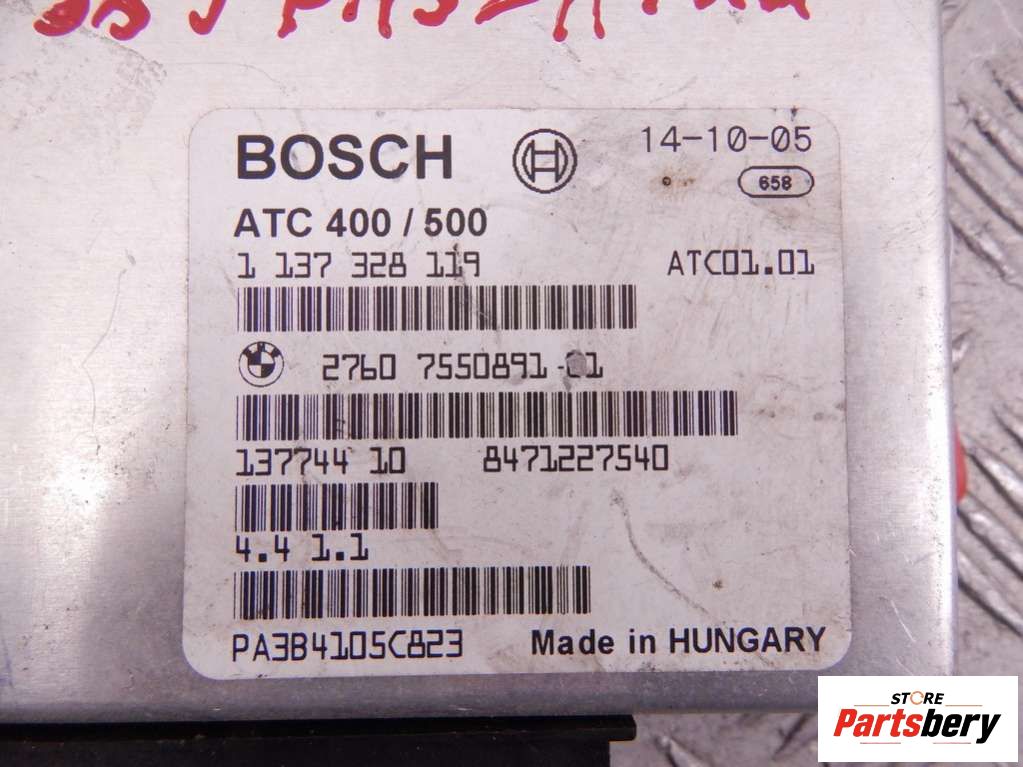 BOSCH 14-10-05
658
ATC 400 / 500
1 137 328 119 ATC01.01
BMW 2760 7550891-01
137744 10 8471227540
4.4 1.1
PA3B4105C823 Made in HUNGARY
STORE
Partsbery